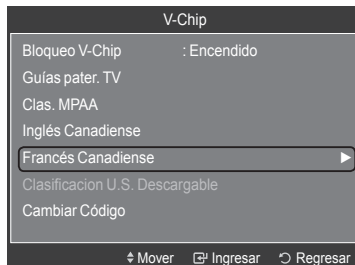 V-Chip
Bloqueo V-Chip : Encendido
Guías pater. TV
Clas. MPAA
Inglés Canadiense
Francés Canadiense
Clasificacion U.S. Descargable
Cambiar Código
Mover Ingresar Regresar